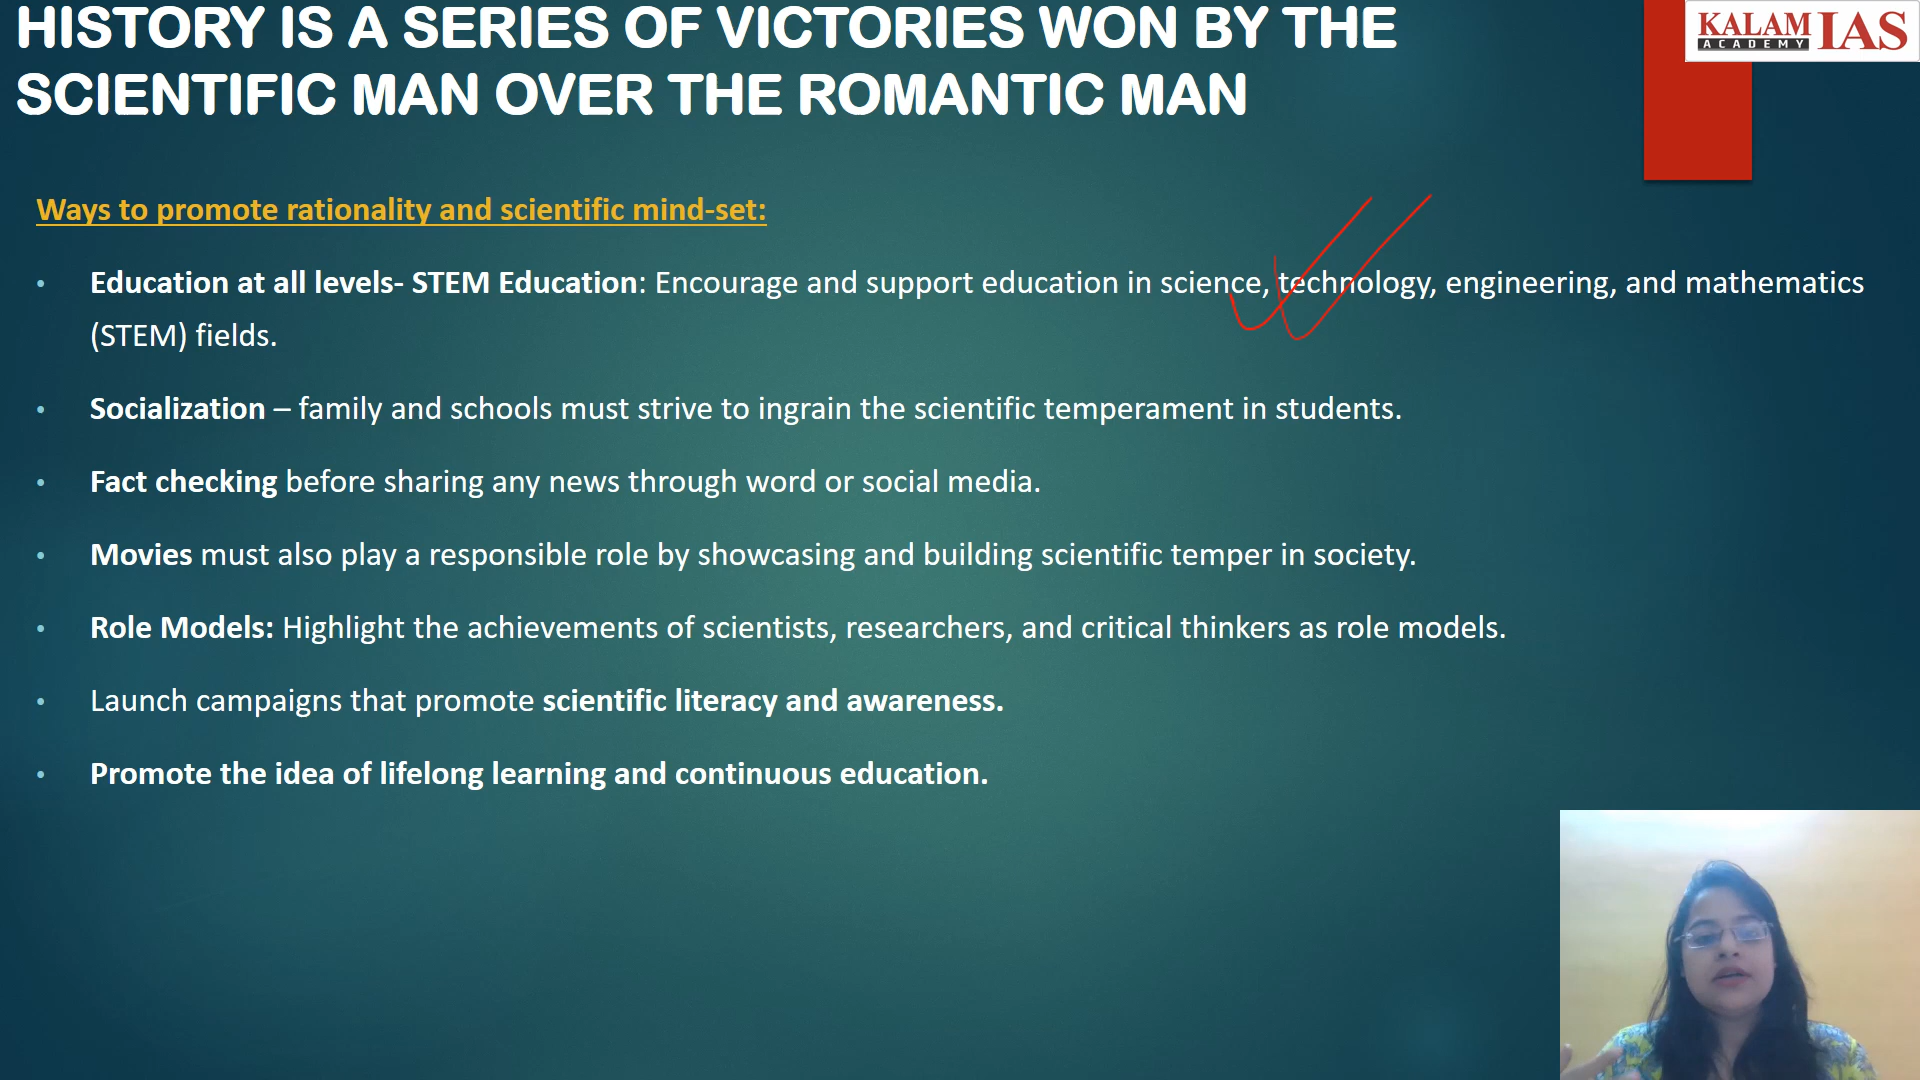 HISTORY IS A SERIES OF VICTORIES WON BY THE
SCIENTIFIC MAN OVER THE ROMANTIC MAN
KALAM IAS
ACADEMY
Ways to promote rationality and scientific mind-set:
• Education at all levels- STEM Education: Encourage and support education in science, technology, engineering, and mathematics
(STEM) fields.
• Socialization – family and schools must strive to ingrain the scientific temperament in students.
• Fact checking before sharing any news through word or social media.
• Movies must also play a responsible role by showcasing and building scientific temper in society.
• Role Models: Highlight the achievements of scientists, researchers, and critical thinkers as role models.
• Launch campaigns that promote scientific literacy and awareness.
• Promote the idea of lifelong learning and continuous education.